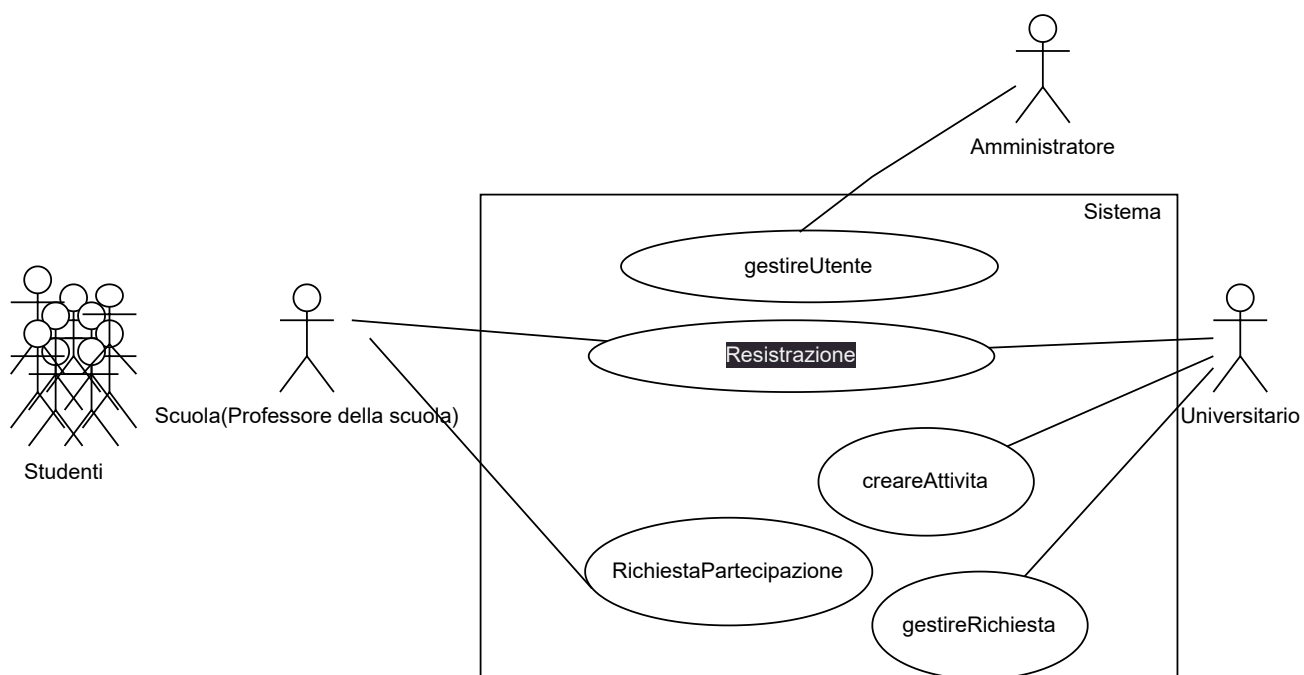 Amministratore
Sistema
gestireUtente
Resistrazione
Scuola(Professore della scuola)
Universitario
Studenti
creareAttivita
RichiestaPartecipazione
gestireRichiesta